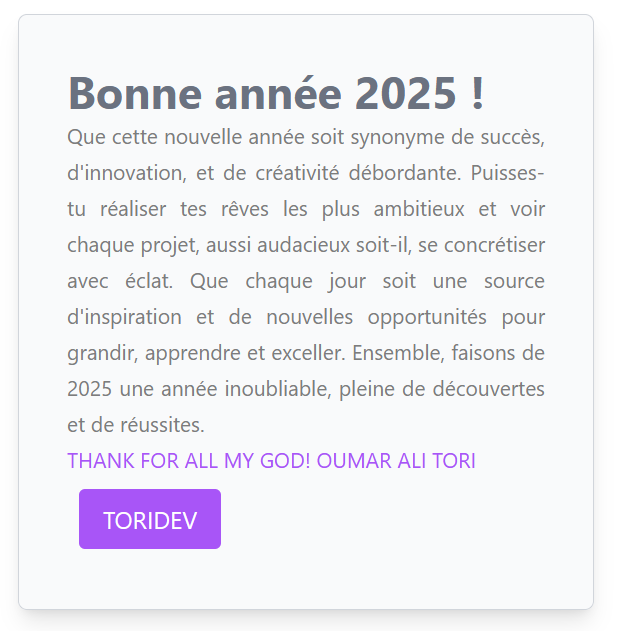 Bonne année 2025 !
Que cette nouvelle année soit synonyme de succès,
d'innovation, et de créativité débordante. Puisses-
tu réaliser tes rêves les plus ambitieux et voir
chaque projet, aussi audacieux soit-il, se concrétiser
avec éclat. Que chaque jour soit une source
d'inspiration et de nouvelles opportunités pour
grandir, apprendre et exceller. Ensemble, faisons de
2025 une année inoubliable, pleine de découvertes
et de réussites.
THANK FOR ALL MY GOD! OUMAR ALI TORI
TORIDEV